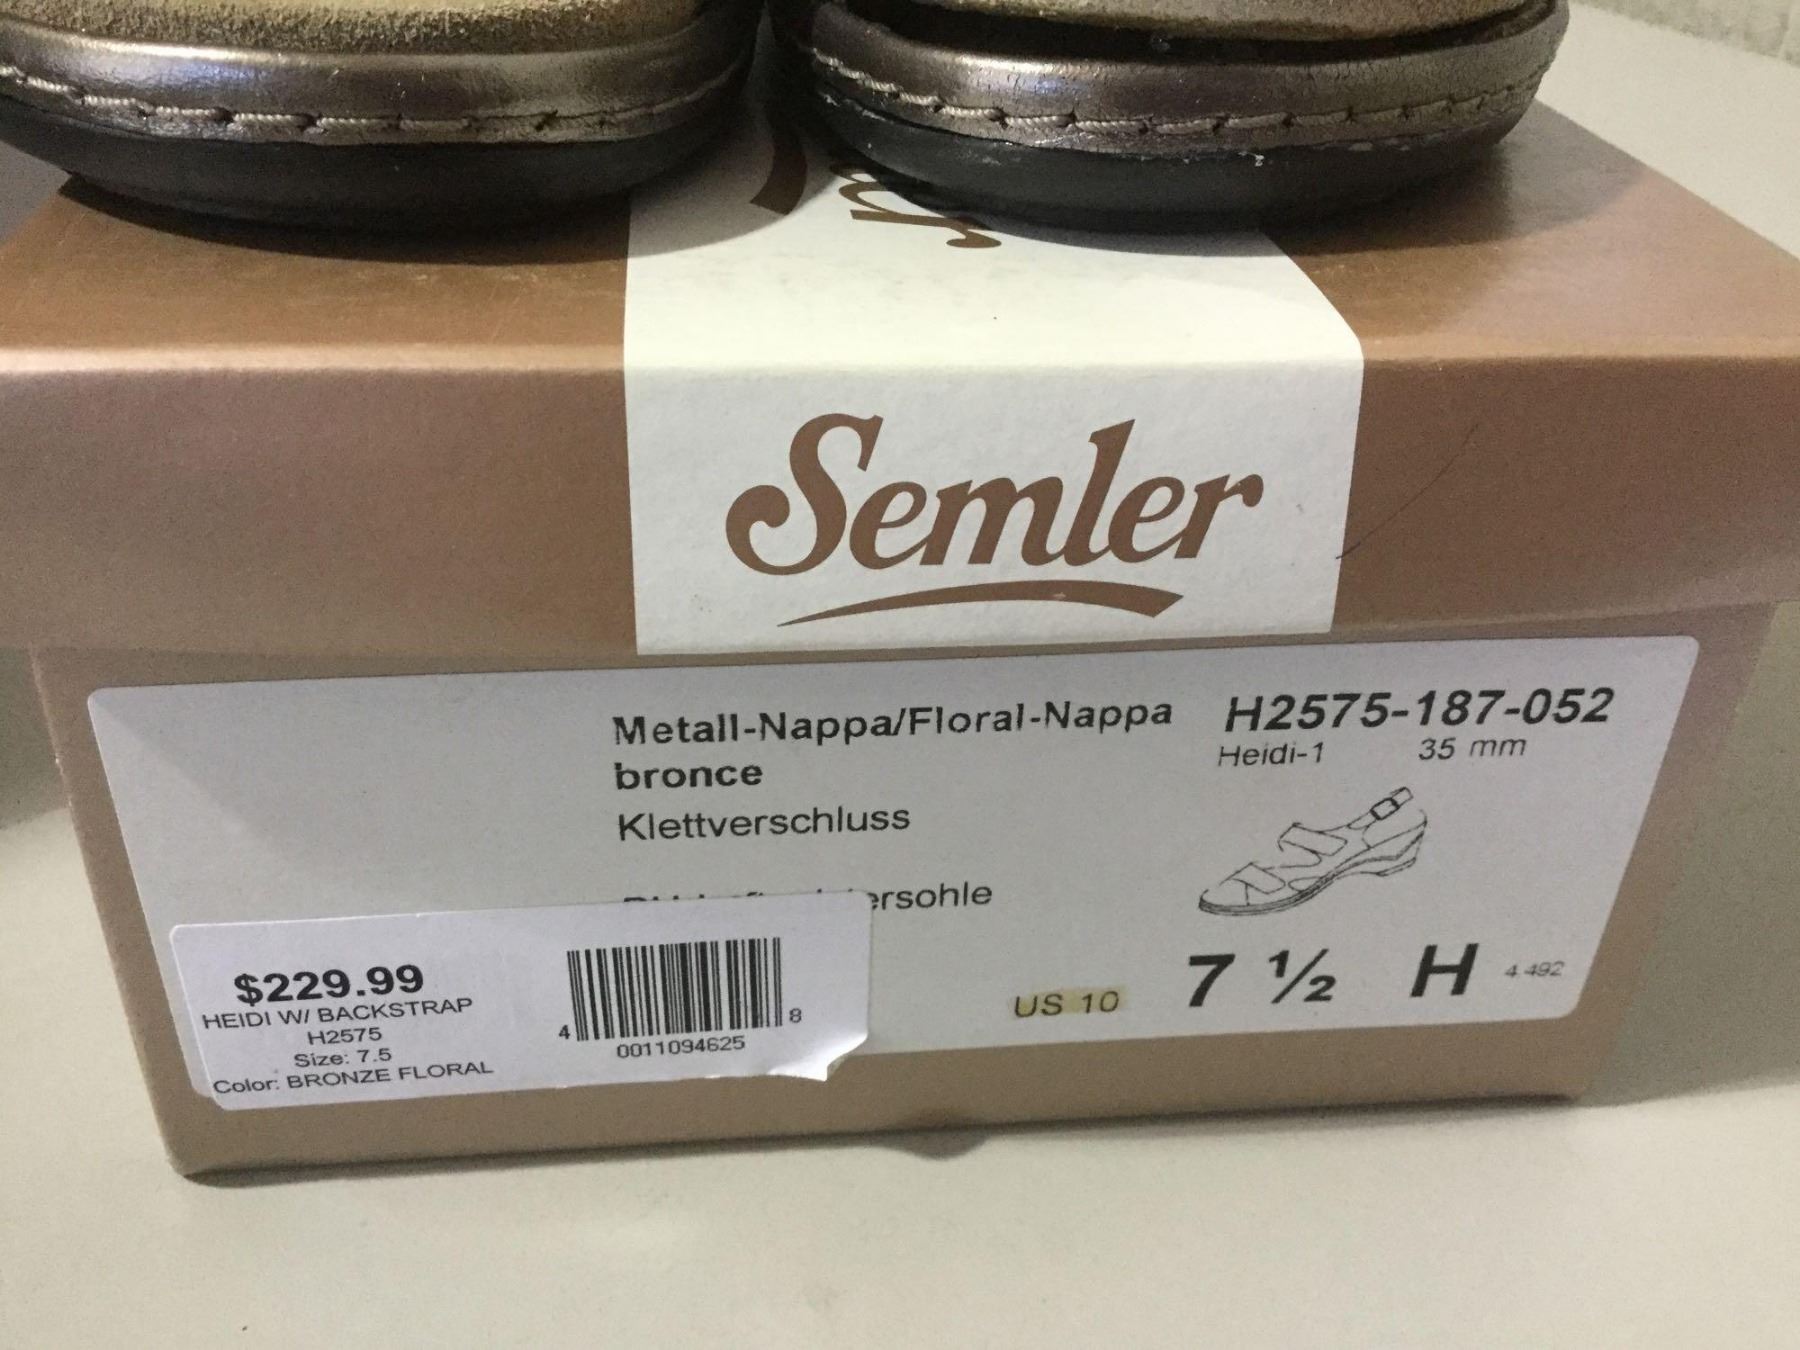 Semler
Metall-Nappa/Floral-Nappa
bronce
Klettverschluss
H2575-187-052
Heidi-1 35 mm
US 10 7 ½ H 4 492
$229.99
HEIDI W/ BACKSTRAP
H2575
Size: 7.5
Color: BRONZE FLORAL
4 8
0011094625